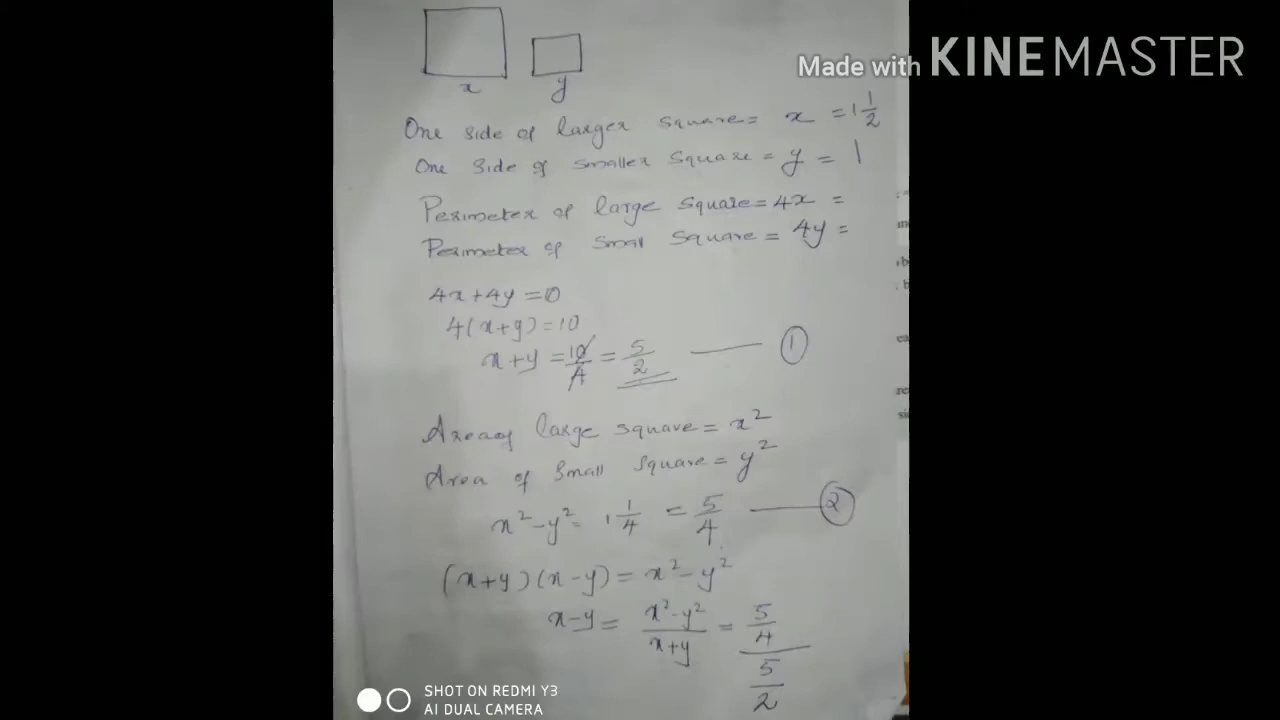 Made with KINEMASTER
x
y
One side of larger square = x = 1 1/2
One side of smaller square = y = 1
Perimeter of large square = 4x =
Perimeter of small square = 4y =
4x+4y = 10
4(x+y) = 10
x+y = 10/4 = 5/2 —— ①
Area of large square = x²
Area of small square = y²
x²-y² = 1 1/4 = 5/4 —— ②
(x+y)(x-y) = x²-y²
x-y = x²-y²/x+y = 5/4 / 5/2
SHOT ON REDMI Y3
AI DUAL CAMERA